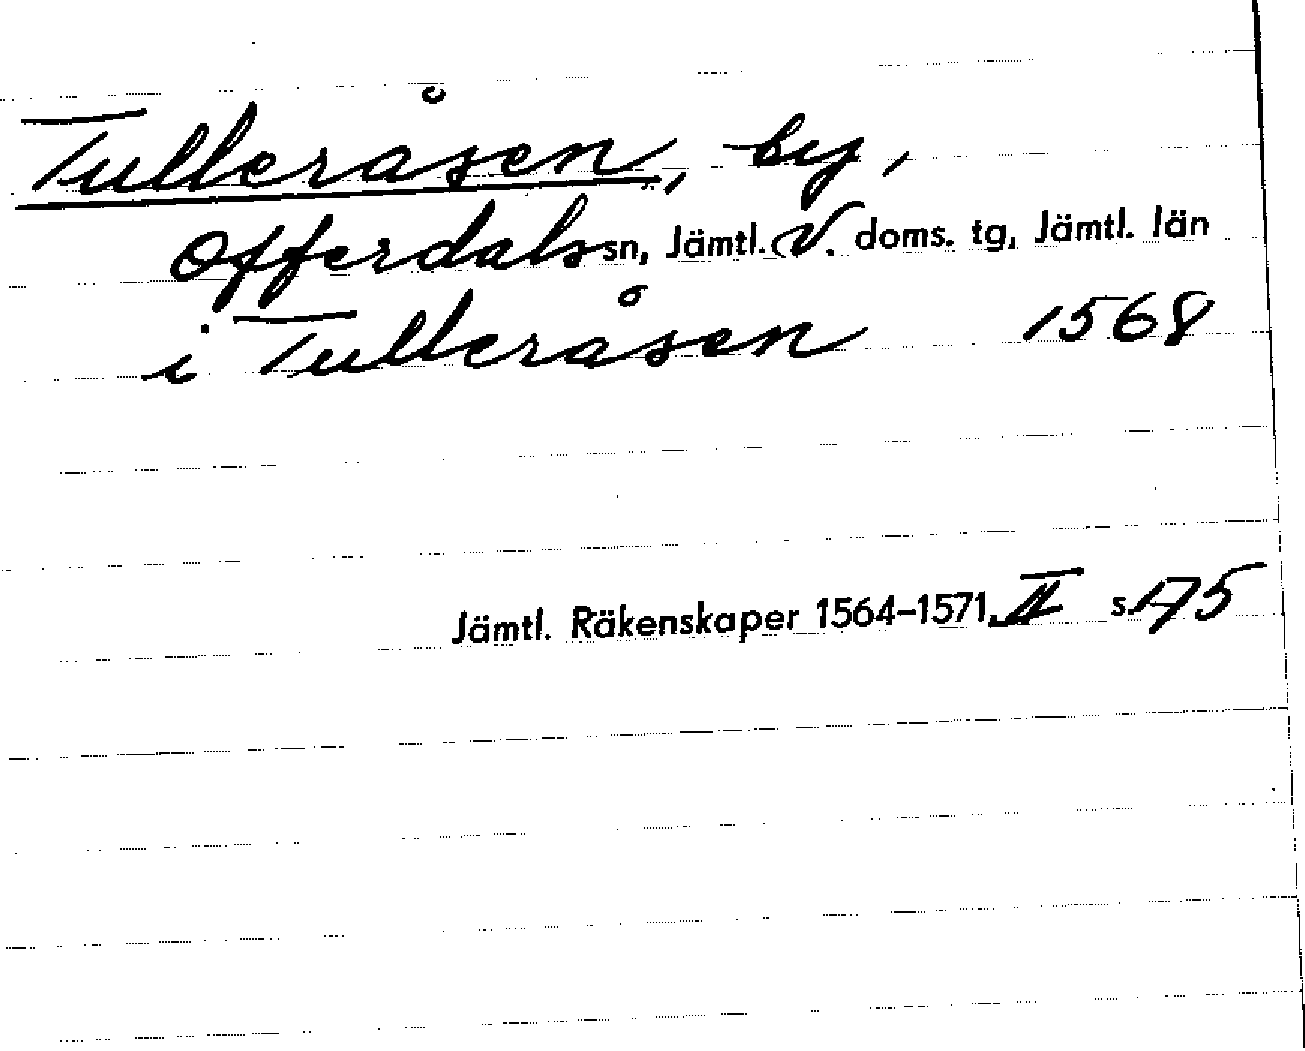 Tulleråsen, by,
Offerdals sn, Jämtl. V. doms. tg, Jämtl. län
i Tulleråsen 1568
Jämtl. Räkenskaper 1564-1571, II s. 175